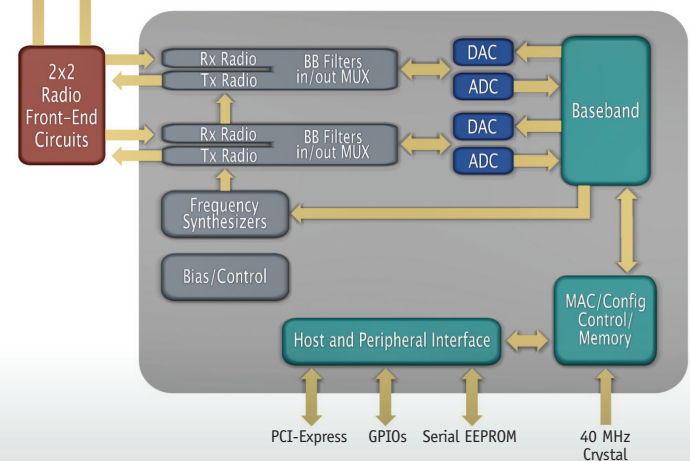 2x2
Radio
Front-End
Circuits
Rx Radio
Tx Radio
BB Filters
in/out MUX
DAC
ADC
Rx Radio
Tx Radio
BB Filters
in/out MUX
DAC
ADC
Baseband
Frequency
Synthesizers
Bias/Control
MAC/Config
Control/
Memory
Host and Peripheral Interface
PCI-Express
GPIOs
Serial EEPROM
40 MHz
Crystal